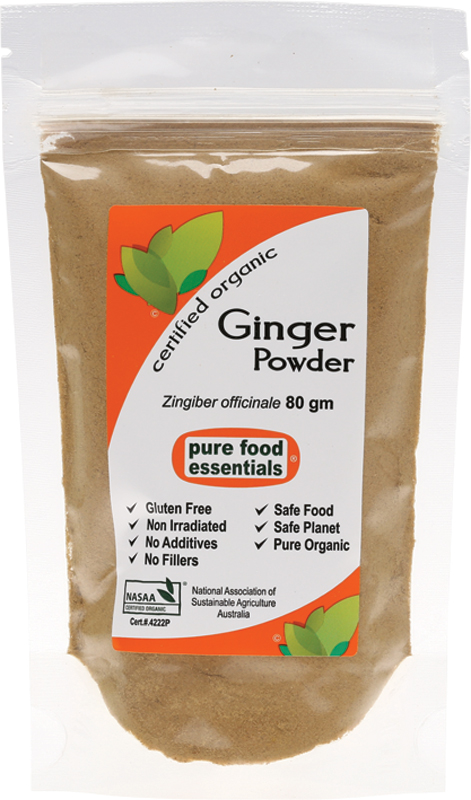 certified organic
Ginger
Powder
Zingiber officinale 80 gm
pure food
essentials®
✓ Gluten Free
✓ Non Irradiated
✓ No Additives
✓ No Fillers
✓ Safe Food
✓ Safe Planet
✓ Pure Organic
NASAA®
CERTIFIED ORGANIC
Cert.#.4222P
National Association of
Sustainable Agriculture
Australia
©
©